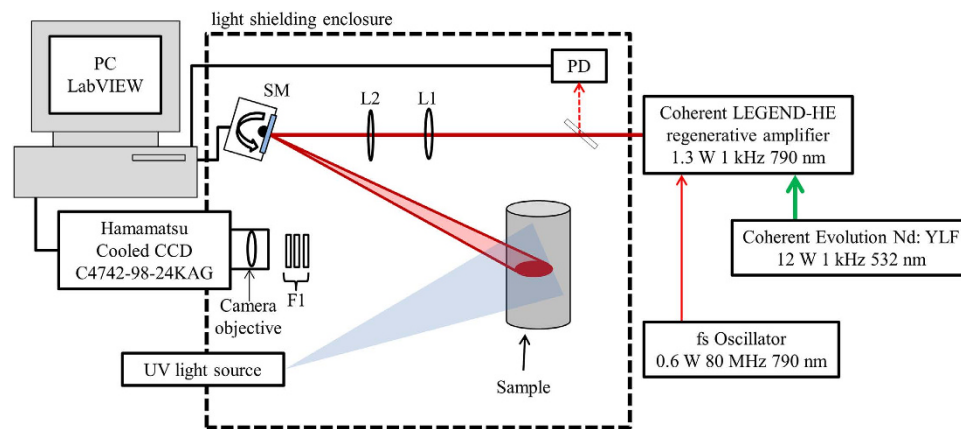 light shielding enclosure
PC
LabVIEW
SM
L2
L1
PD
Coherent LEGEND-HE
regenerative amplifier
1.3 W 1 kHz 790 nm
Hamamatsu
Cooled CCD
C4742-98-24KAG
Camera
objective
F1
Coherent Evolution Nd: YLF
12 W 1 kHz 532 nm
UV light source
Sample
fs Oscillator
0.6 W 80 MHz 790 nm